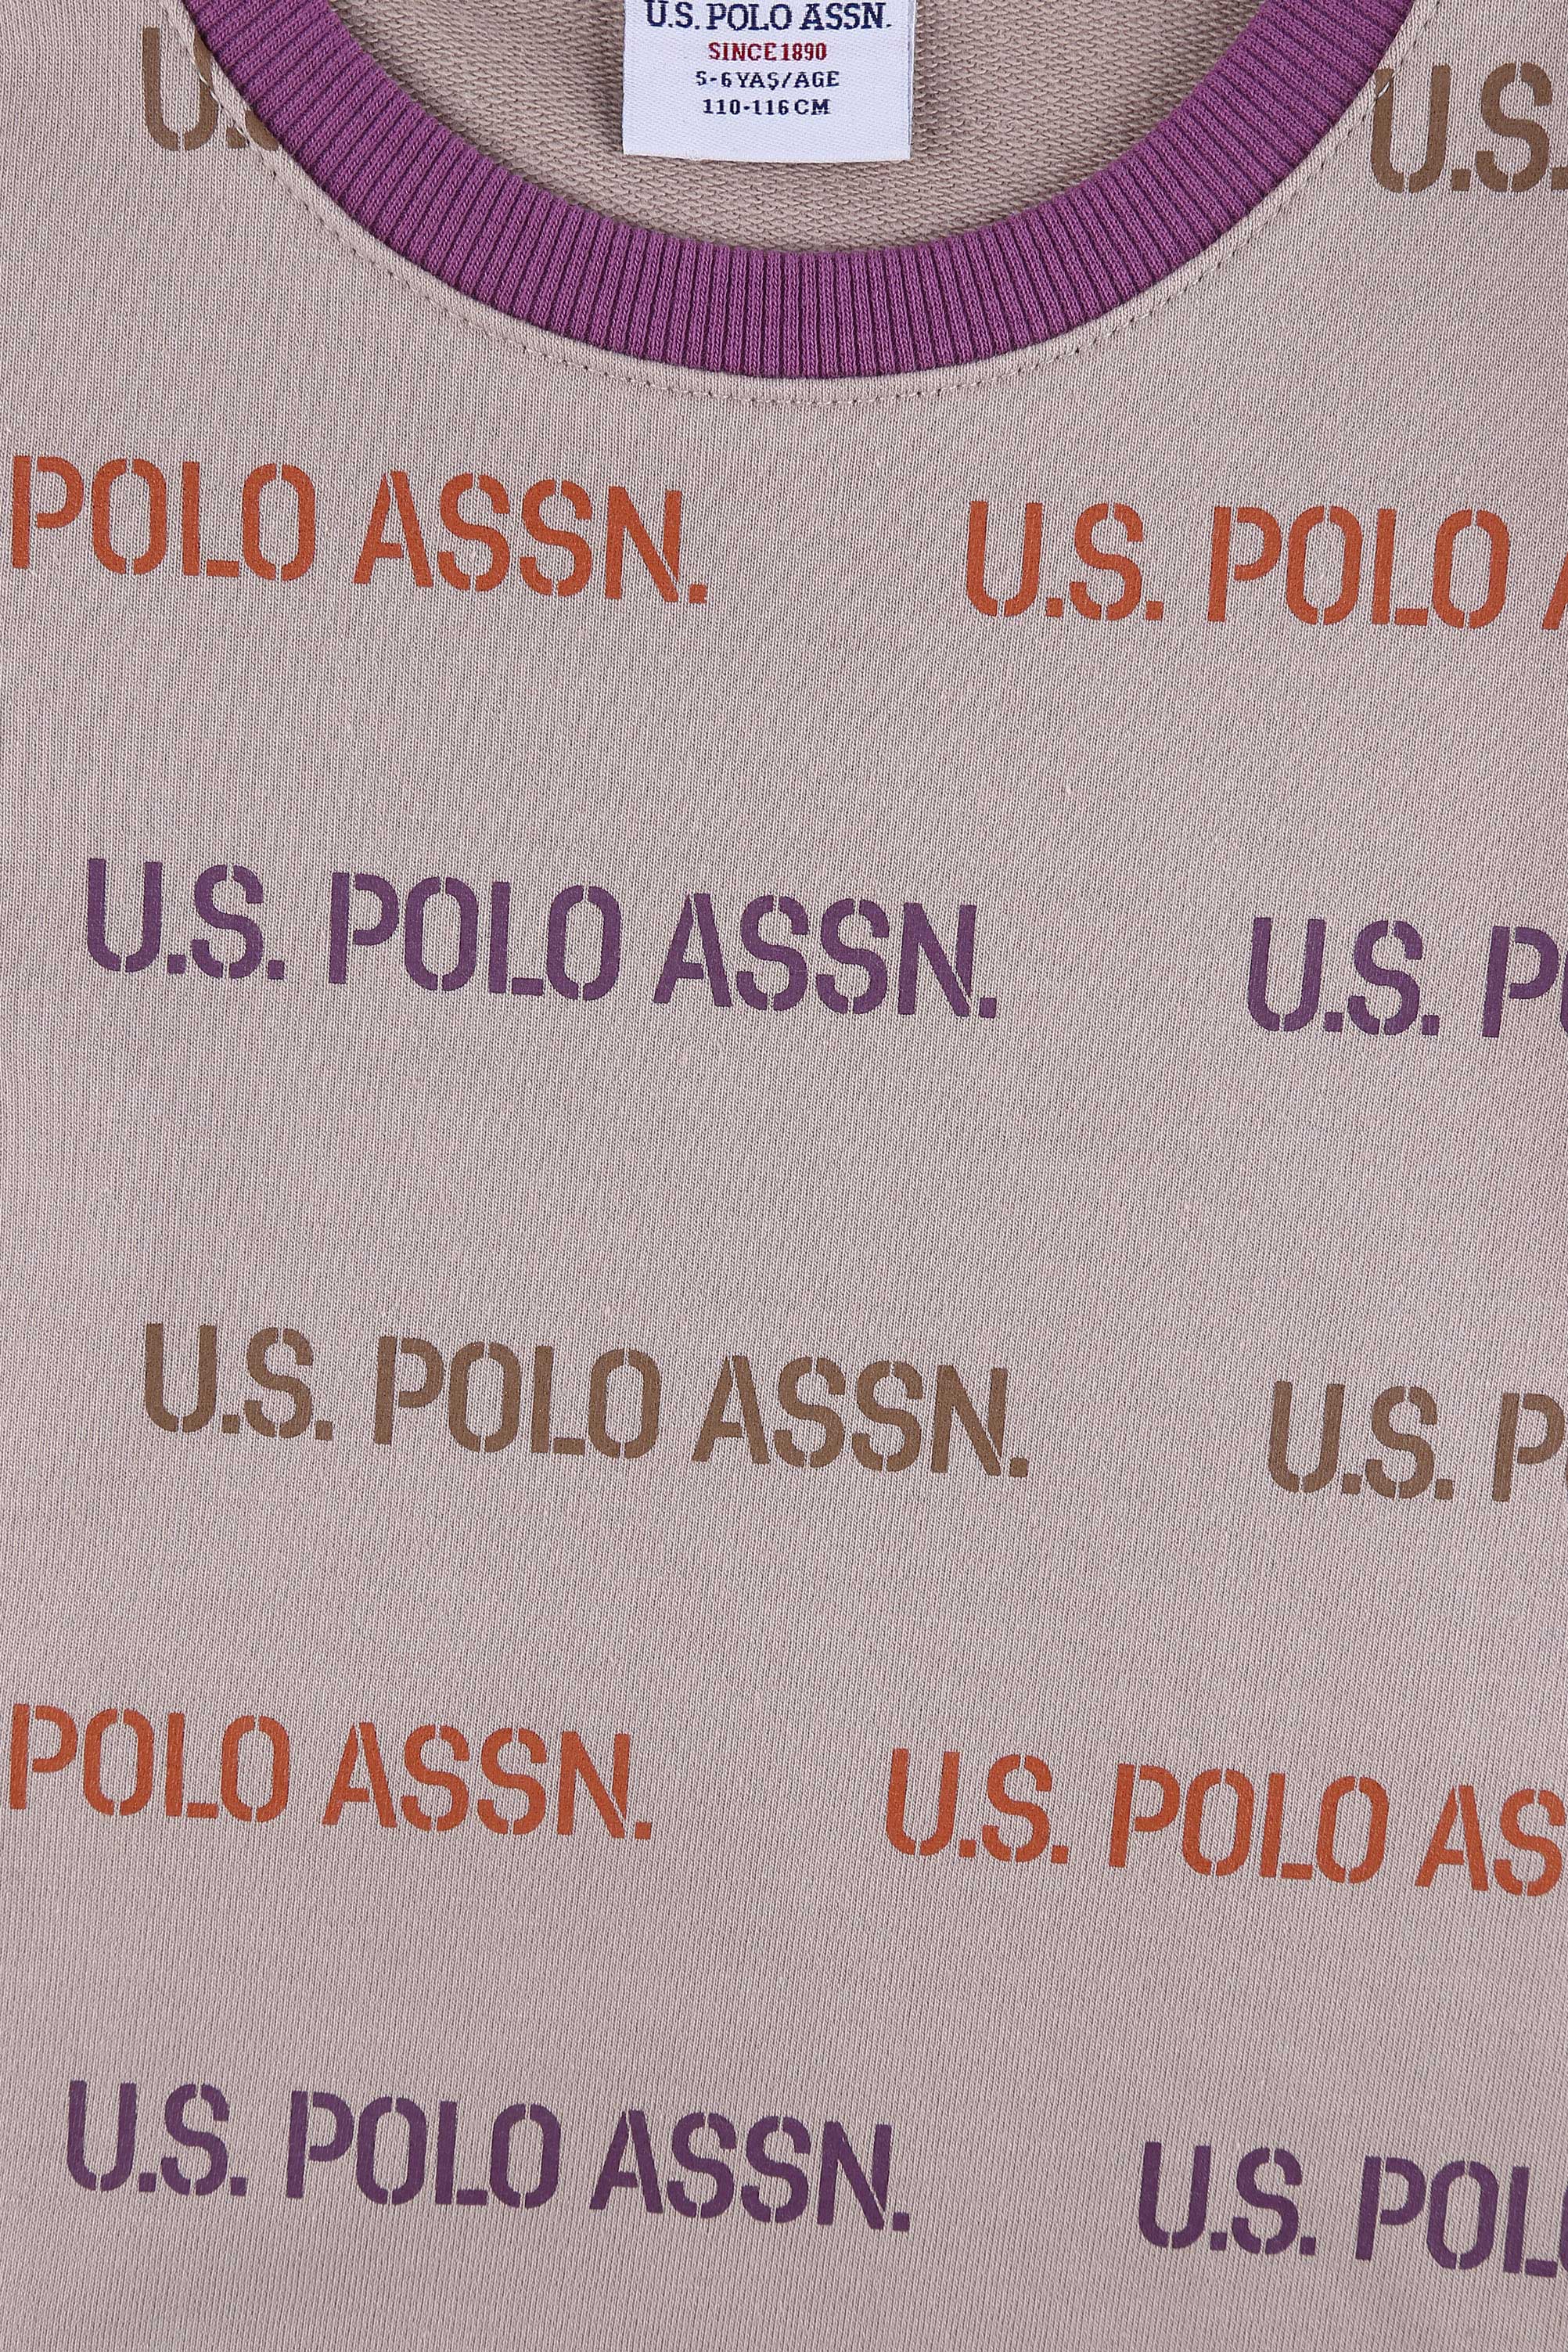 U.S. POLO ASSN.
SINCE 1890
5-6 YAŞ/AGE
110-116 CM
U.S. U.S.
POLO ASSN. U.S. POLO
U.S. POLO ASSN. U.S. P
U.S. POLO ASSN. U.S. P
POLO ASSN. U.S. POLO AS
U.S. POLO ASSN. U.S. POL